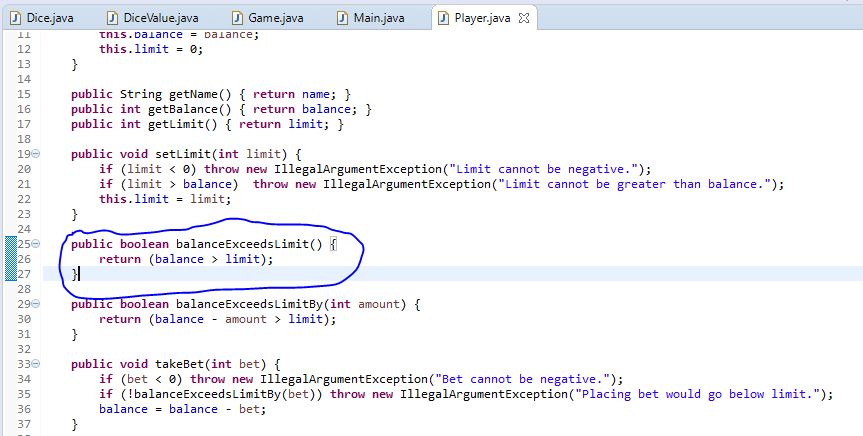 Dice.java DiceValue.java Game.java Main.java Player.java
11 this.balance = balance;
12 this.limit = 0;
13 }
14
15 public String getName() { return name; }
16 public int getBalance() { return balance; }
17 public int getLimit() { return limit; }
18
19 public void setLimit(int limit) {
20 if (limit < 0) throw new IllegalArgumentException("Limit cannot be negative.");
21 if (limit > balance)  throw new IllegalArgumentException("Limit cannot be greater than balance.");
22 this.limit = limit;
23 }
24
25 public boolean balanceExceedsLimit() {
26 return (balance > limit);
27 }
28
29 public boolean balanceExceedsLimitBy(int amount) {
30 return (balance - amount > limit);
31 }
32
33 public void takeBet(int bet) {
34 if (bet < 0) throw new IllegalArgumentException("Bet cannot be negative.");
35 if (!balanceExceedsLimitBy(bet)) throw new IllegalArgumentException("Placing bet would go below limit.");
36 balance = balance - bet;
37 }